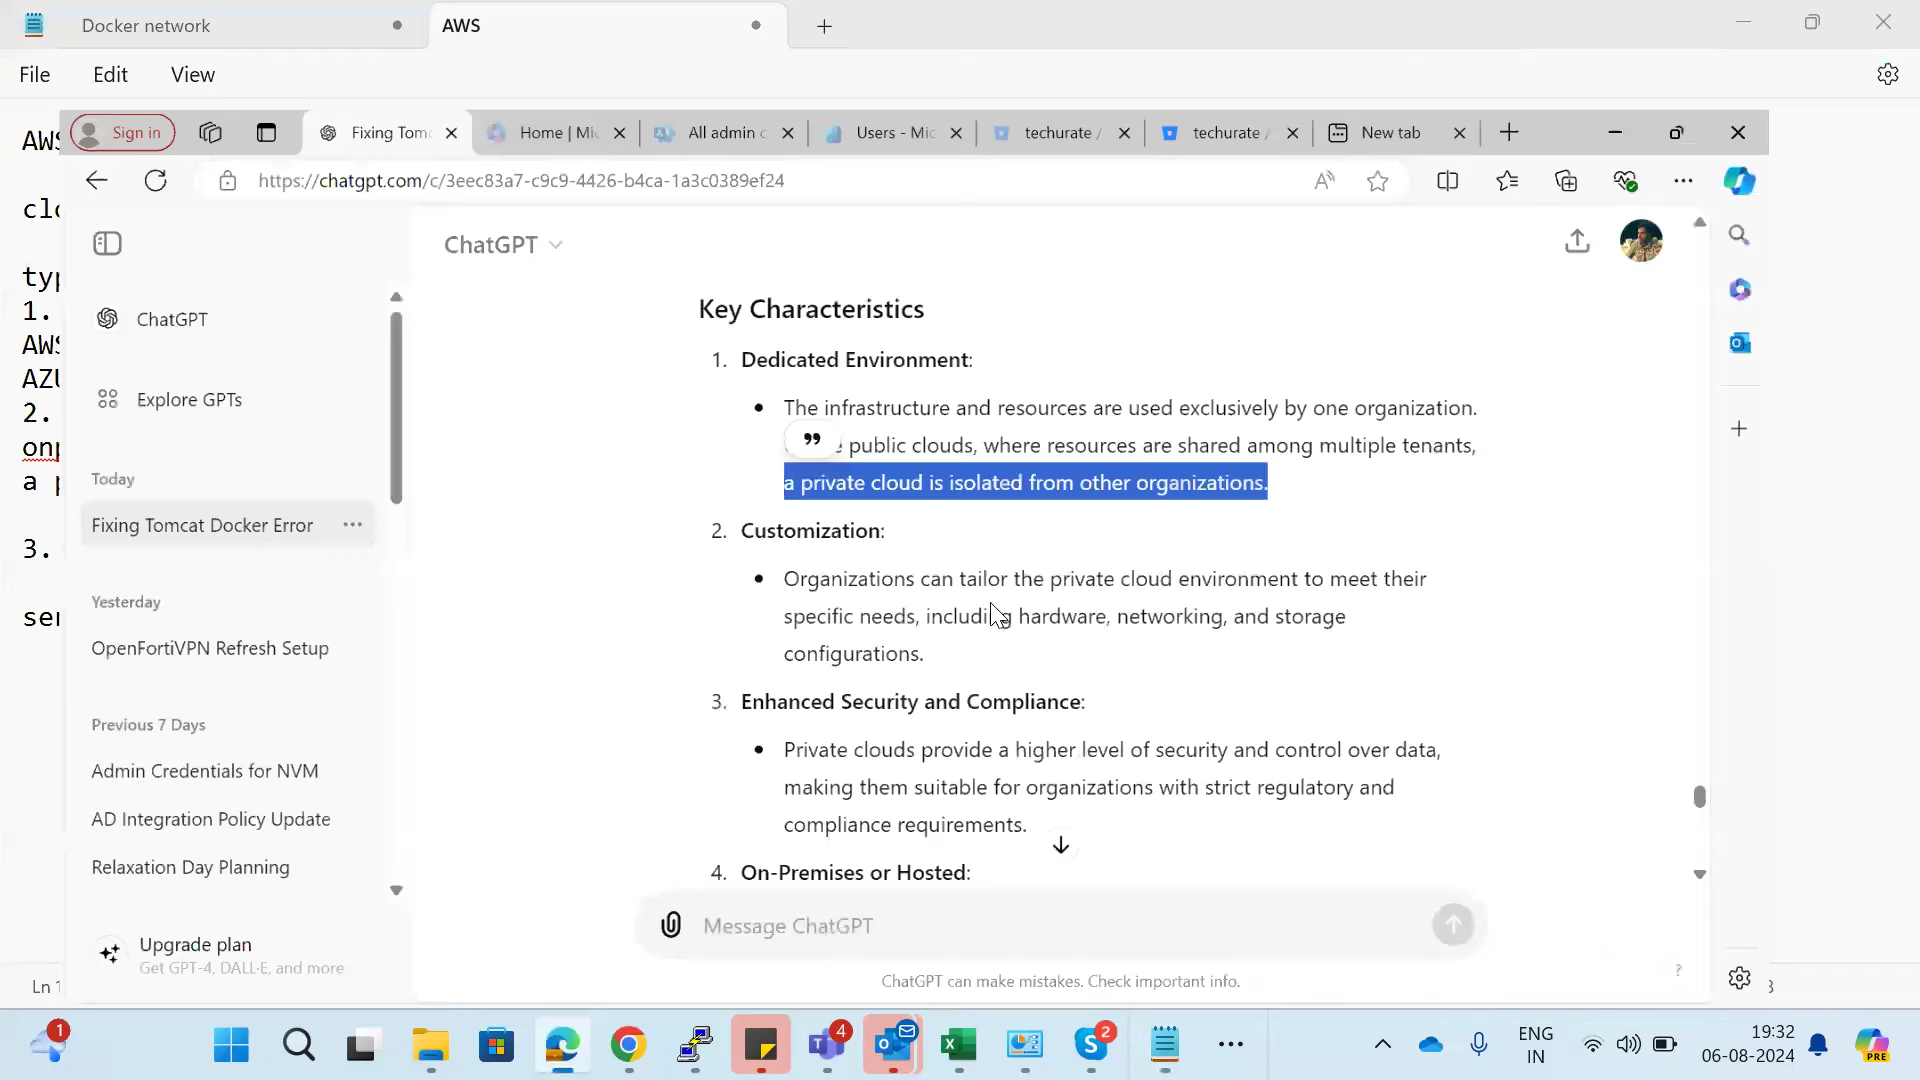 Docker network
AWS
File Edit View
AWS
Sign in
Fixing Tomc
Home | Mi
All admin c
Users - Mic
techurate /
techurate /
New tab
https://chatgpt.com/c/3eec83a7-c9c9-4426-b4ca-1a3c0389ef24
clo
typ
1.
AWS
AZU
2.
onp
a p
3.
ser
Ln 1
ChatGPT
Explore GPTs
Today
Fixing Tomcat Docker Error
Yesterday
OpenFortiVPN Refresh Setup
Previous 7 Days
Admin Credentials for NVM
AD Integration Policy Update
Relaxation Day Planning
Upgrade plan
Get GPT-4, DALL·E, and more
ChatGPT
Key Characteristics
1. Dedicated Environment:
• The infrastructure and resources are used exclusively by one organization.
public clouds, where resources are shared among multiple tenants,
a private cloud is isolated from other organizations.
2. Customization:
• Organizations can tailor the private cloud environment to meet their
specific needs, including hardware, networking, and storage
configurations.
3. Enhanced Security and Compliance:
• Private clouds provide a higher level of security and control over data,
making them suitable for organizations with strict regulatory and
compliance requirements.
4. On-Premises or Hosted:
Message ChatGPT
ChatGPT can make mistakes. Check important info.
?
1
4
2
ENG
IN
19:32
06-08-2024
PRE